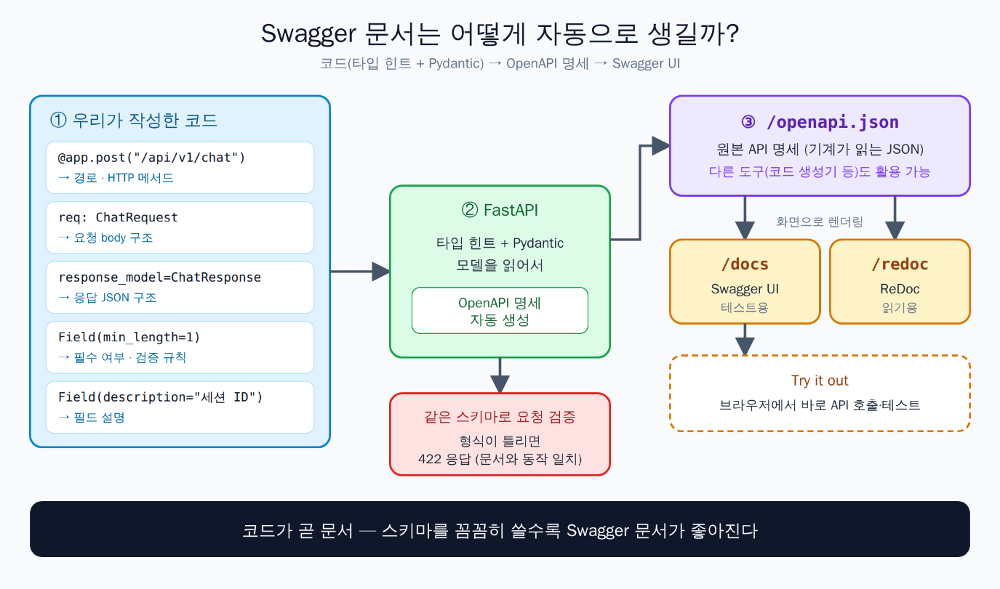 Swagger 문서는 어떻게 자동으로 생길까?
코드(타입 힌트 + Pydantic) → OpenAPI 명세 → Swagger UI
① 우리가 작성한 코드
@app.post("/api/v1/chat")
→ 경로 · HTTP 메서드
req: ChatRequest
→ 요청 body 구조
response_model=ChatResponse
→ 응답 JSON 구조
Field(min_length=1)
→ 필수 여부 · 검증 규칙
Field(description="세션 ID")
→ 필드 설명
② FastAPI
타입 힌트 + Pydantic
모델을 읽어서
OpenAPI 명세
자동 생성
같은 스키마로 요청 검증
형식이 틀리면
422 응답 (문서와 동작 일치)
③ /openapi.json
원본 API 명세 (기계가 읽는 JSON)
다른 도구(코드 생성기 등)도 활용 가능
화면으로 렌더링
/docs
Swagger UI
테스트용
/redoc
ReDoc
읽기용
Try it out
브라우저에서 바로 API 호출·테스트
코드가 곧 문서 — 스키마를 꼼꼼히 쓸수록 Swagger 문서가 좋아진다